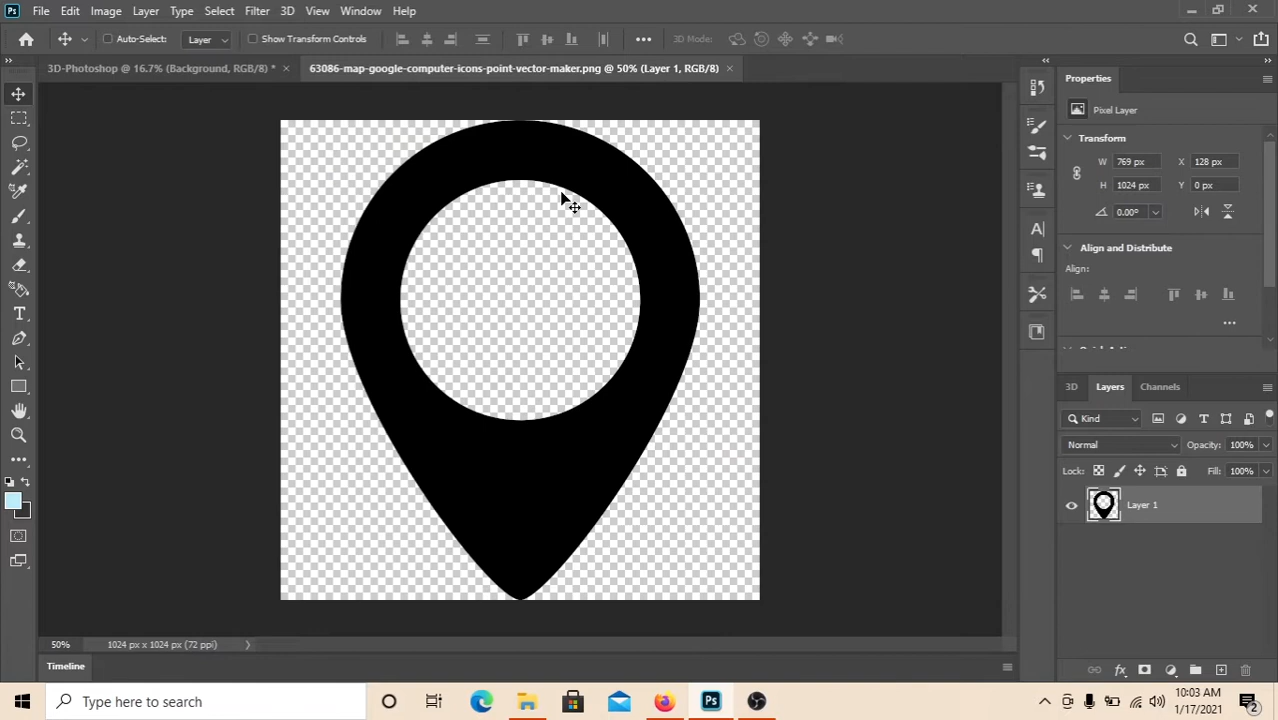 Ps File Edit Image Layer Type Select Filter 3D View Window Help
Auto-Select: Layer Show Transform Controls 3D Mode:
3D-Photoshop @ 16.7% (Background, RGB/8) * 63086-map-google-computer-icons-point-vector-maker.png @ 50% (Layer 1, RGB/8)
Properties
Pixel Layer
Transform
W 769 px X 128 px
H 1024 px Y 0 px
0.00°
Align and Distribute
Align:
3D Layers Channels
Kind
Normal Opacity: 100%
Lock: Fill: 100%
Layer 1
50% 1024 px x 1024 px (72 ppi)
Timeline
Type here to search
Ps
10:03 AM
1/17/2021
2